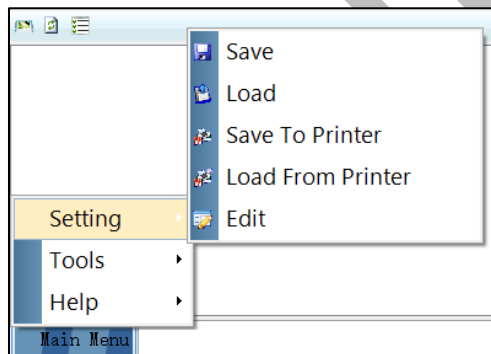 Save
Load
Save To Printer
Load From Printer
Setting
Edit
Tools
Help
Main Menu